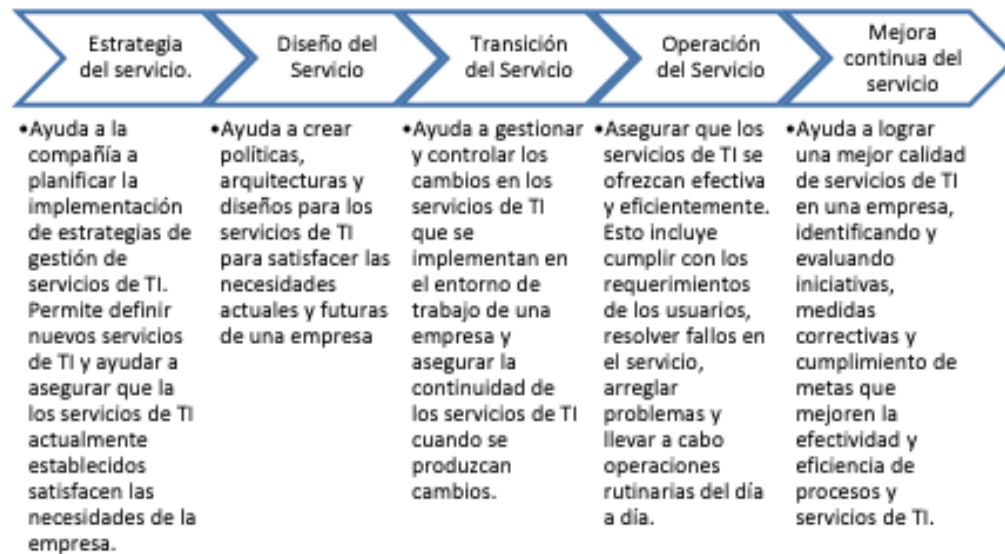 Estrategia
del servicio.
Diseño del
Servicio
Transición
del Servicio
Operación
del Servicio
Mejora
continua del
servicio
•Ayuda a la
compañía a
planificar la
implementación
de estrategias de
gestión de
servicios de TI.
Permite definir
nuevos servicios
de TI y ayudar a
asegurar que la
los servicios de TI
actualmente
establecidos
satisfacen las
necesidades de la
empresa.
•Ayuda a crear
políticas,
arquitecturas y
diseños para los
servicios de TI
para satisfacer las
necesidades
actuales y futuras
de una empresa
•Ayuda a gestionar
y controlar los
cambios en los
servicios de TI
que se
implementan en
el entorno de
trabajo de una
empresa y
asegurar la
continuidad de
los servicios de TI
cuando se
produzcan
cambios.
•Asegurar que los
servicios de TI se
ofrezcan efectiva
y eficientemente.
Esto incluye
cumplir con los
requerimientos
de los usuarios,
resolver fallos en
el servicio,
arreglar
problemas y
llevar a cabo
operaciones
rutinarias del día
a día.
•Ayuda a lograr
una mejor calidad
de servicios de TI
en una empresa,
identificando y
evaluando
iniciativas,
medidas
correctivas y
cumplimiento de
metas que
mejoren la
efectividad y
eficiencia de
procesos y
servicios de TI.